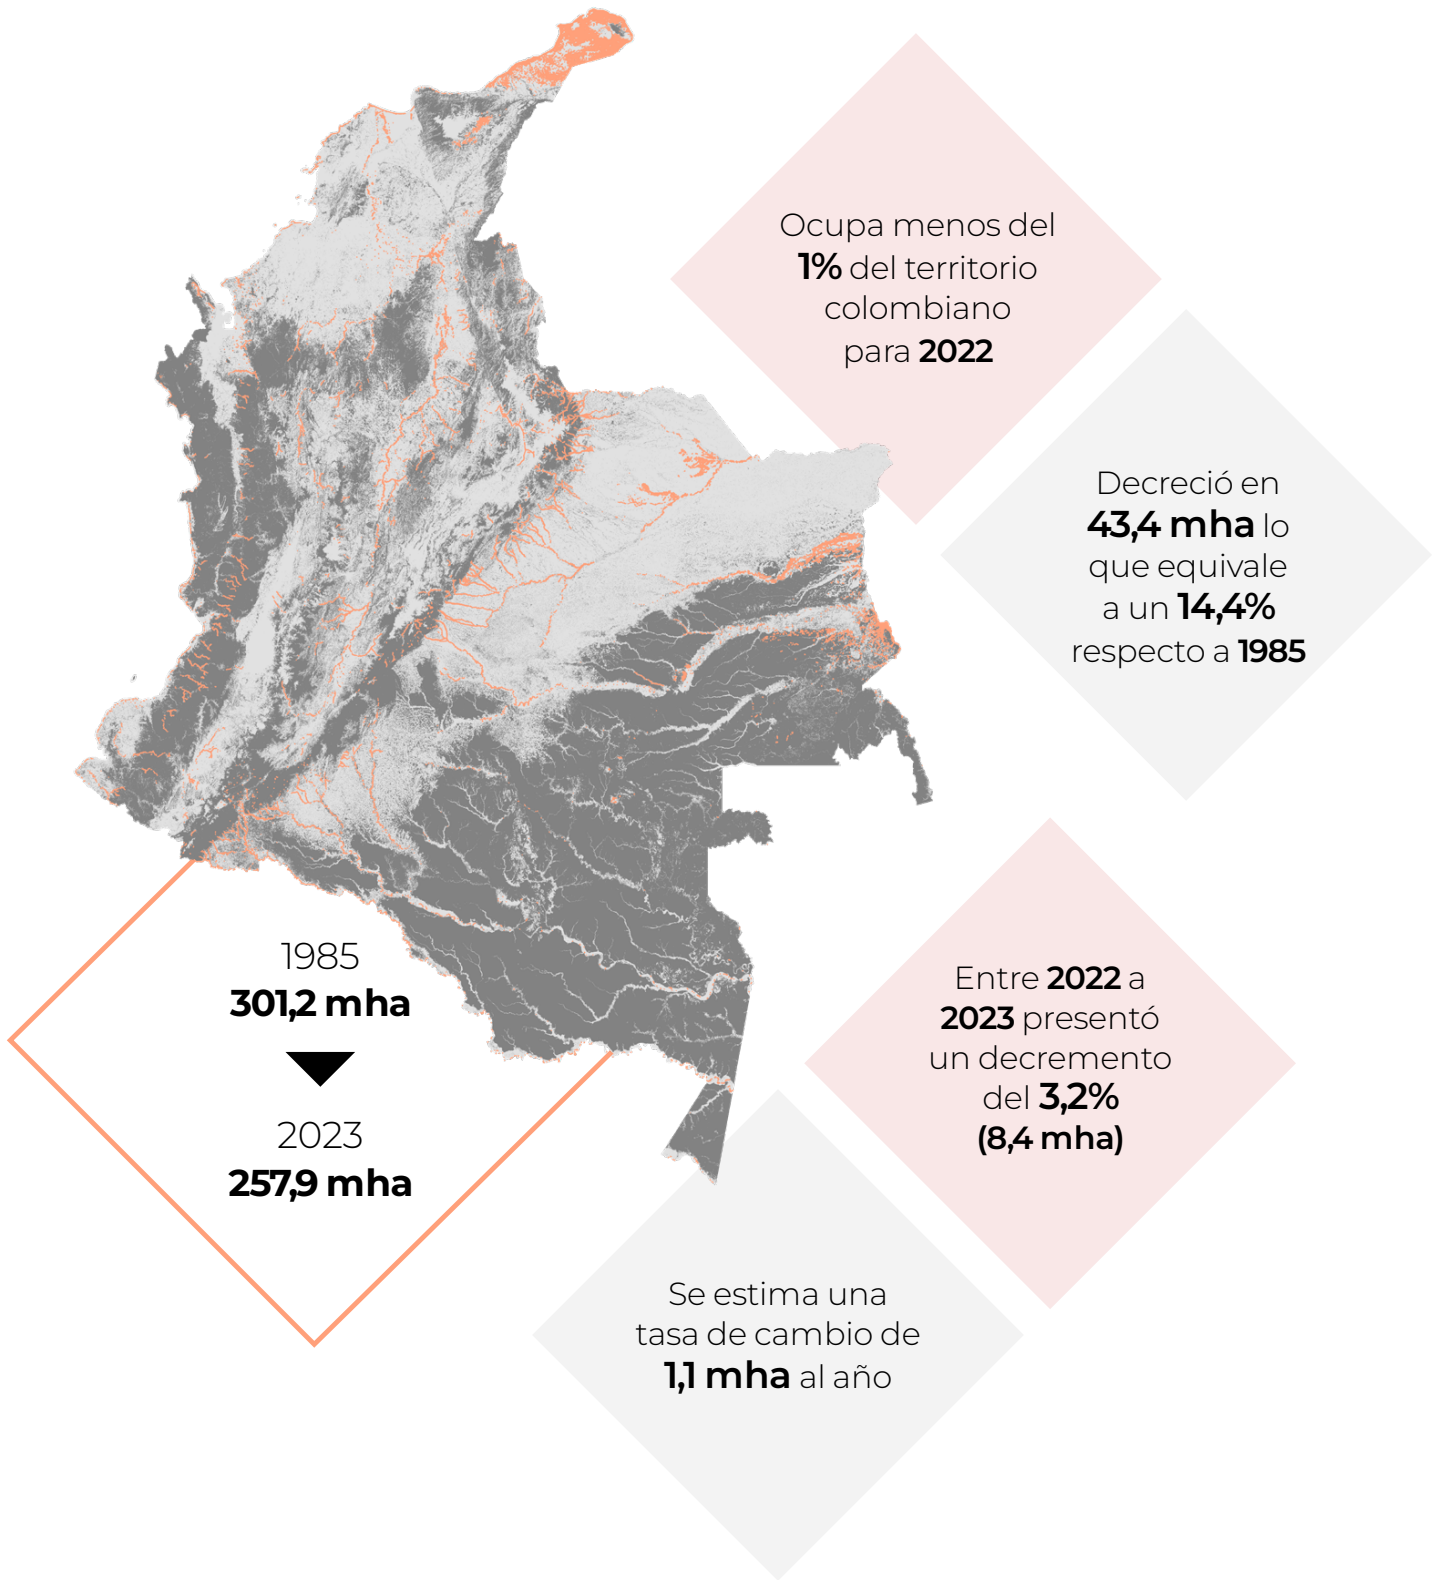 Ocupa menos del
1% del territorio
colombiano
para 2022
Decreció en
43,4 mha lo
que equivale
a un 14,4%
respecto a 1985
1985
301,2 mha
2023
257,9 mha
Entre 2022 a
2023 presentó
un decremento
del 3,2%
(8,4 mha)
Se estima una
tasa de cambio de
1,1 mha al año